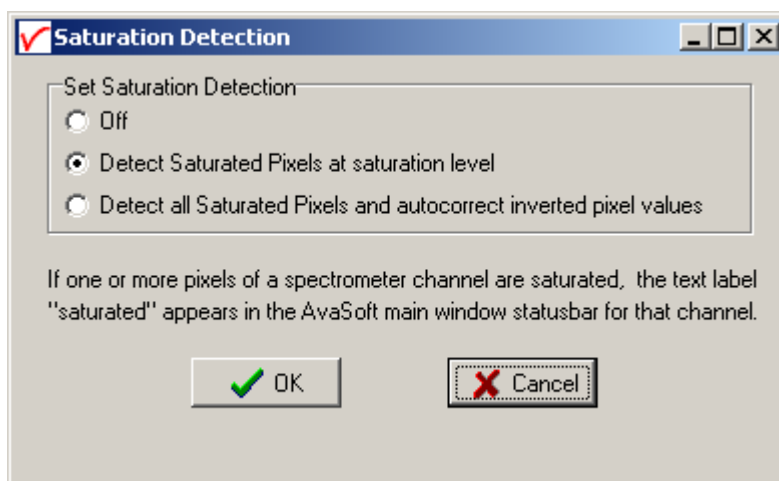 Saturation Detection
Set Saturation Detection
Off
Detect Saturated Pixels at saturation level
Detect all Saturated Pixels and autocorrect inverted pixel values
If one or more pixels of a spectrometer channel are saturated, the text label
"saturated" appears in the AvaSoft main window statusbar for that channel.
OK
Cancel